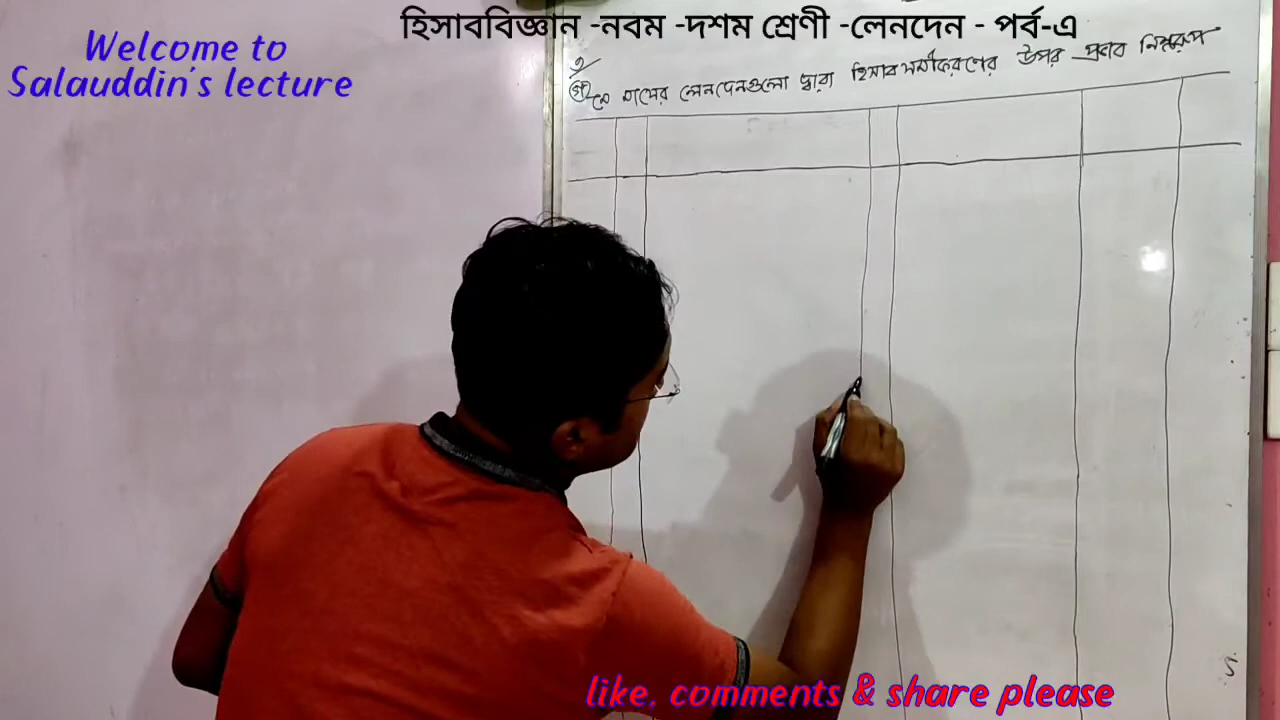 হিসাববিজ্ঞান -নবম -দশম শ্রেণী -লেনদেন - পর্ব-এ
Welcome to
Salauddin's lecture
মে মাসের লেনদেনগুলো দ্বারা হিসাব সমীকরণের উপর প্রভাব নিম্নরূপ
like, comments & share please